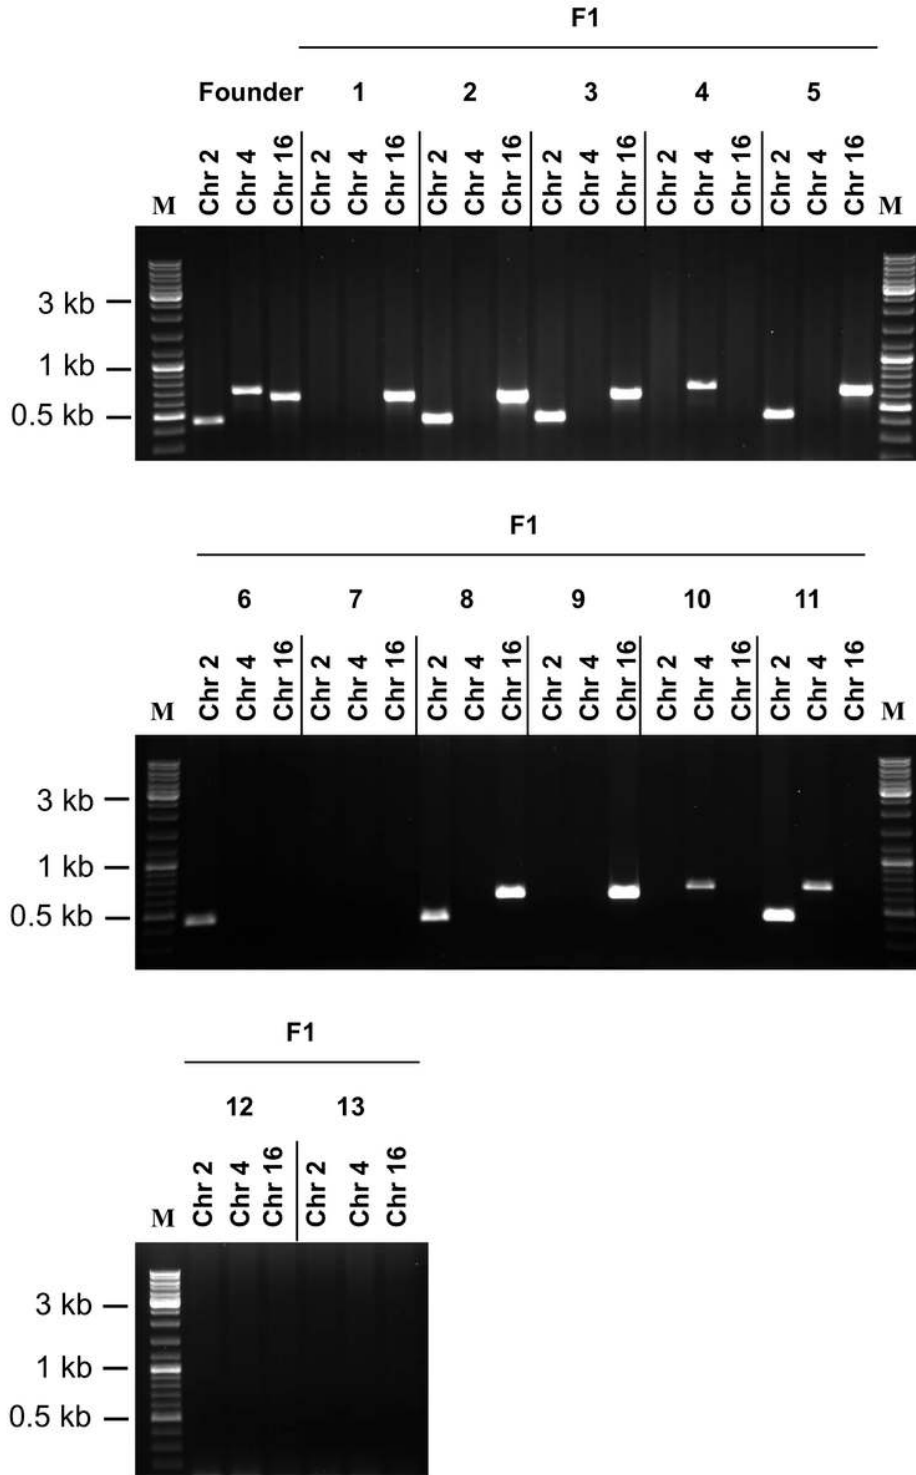 F1
Founder 1 2 3 4 5
M Chr 2 Chr 4 Chr 16 Chr 2 Chr 4 Chr 16 Chr 2 Chr 4 Chr 16 Chr 2 Chr 4 Chr 16 Chr 2 Chr 4 Chr 16 Chr 2 Chr 4 Chr 16 M
3 kb
1 kb
0.5 kb
F1
6 7 8 9 10 11
M Chr 2 Chr 4 Chr 16 Chr 2 Chr 4 Chr 16 Chr 2 Chr 4 Chr 16 Chr 2 Chr 4 Chr 16 Chr 2 Chr 4 Chr 16 Chr 2 Chr 4 Chr 16 M
3 kb
1 kb
0.5 kb
F1
12 13
M Chr 2 Chr 4 Chr 16 Chr 2 Chr 4 Chr 16
3 kb
1 kb
0.5 kb